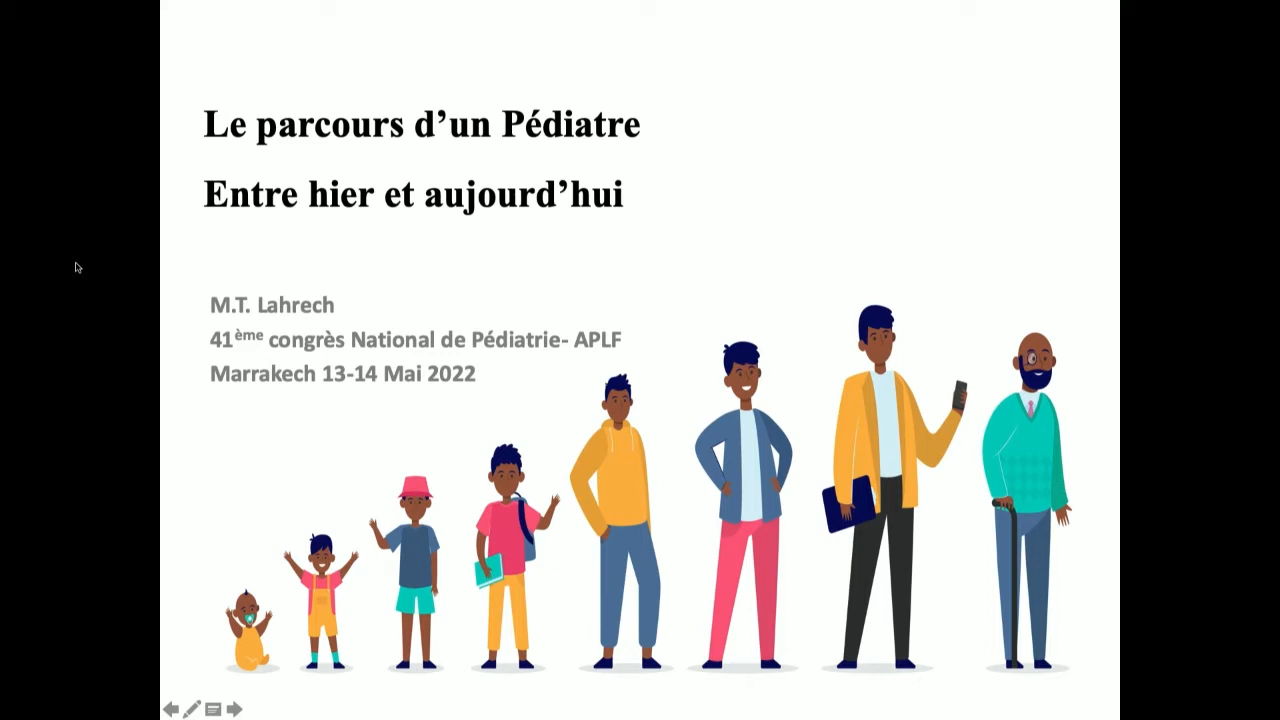 Le parcours d’un Pédiatre
Entre hier et aujourd’hui
M.T. Lahrech
41ème congrès National de Pédiatrie- APLF
Marrakech 13-14 Mai 2022